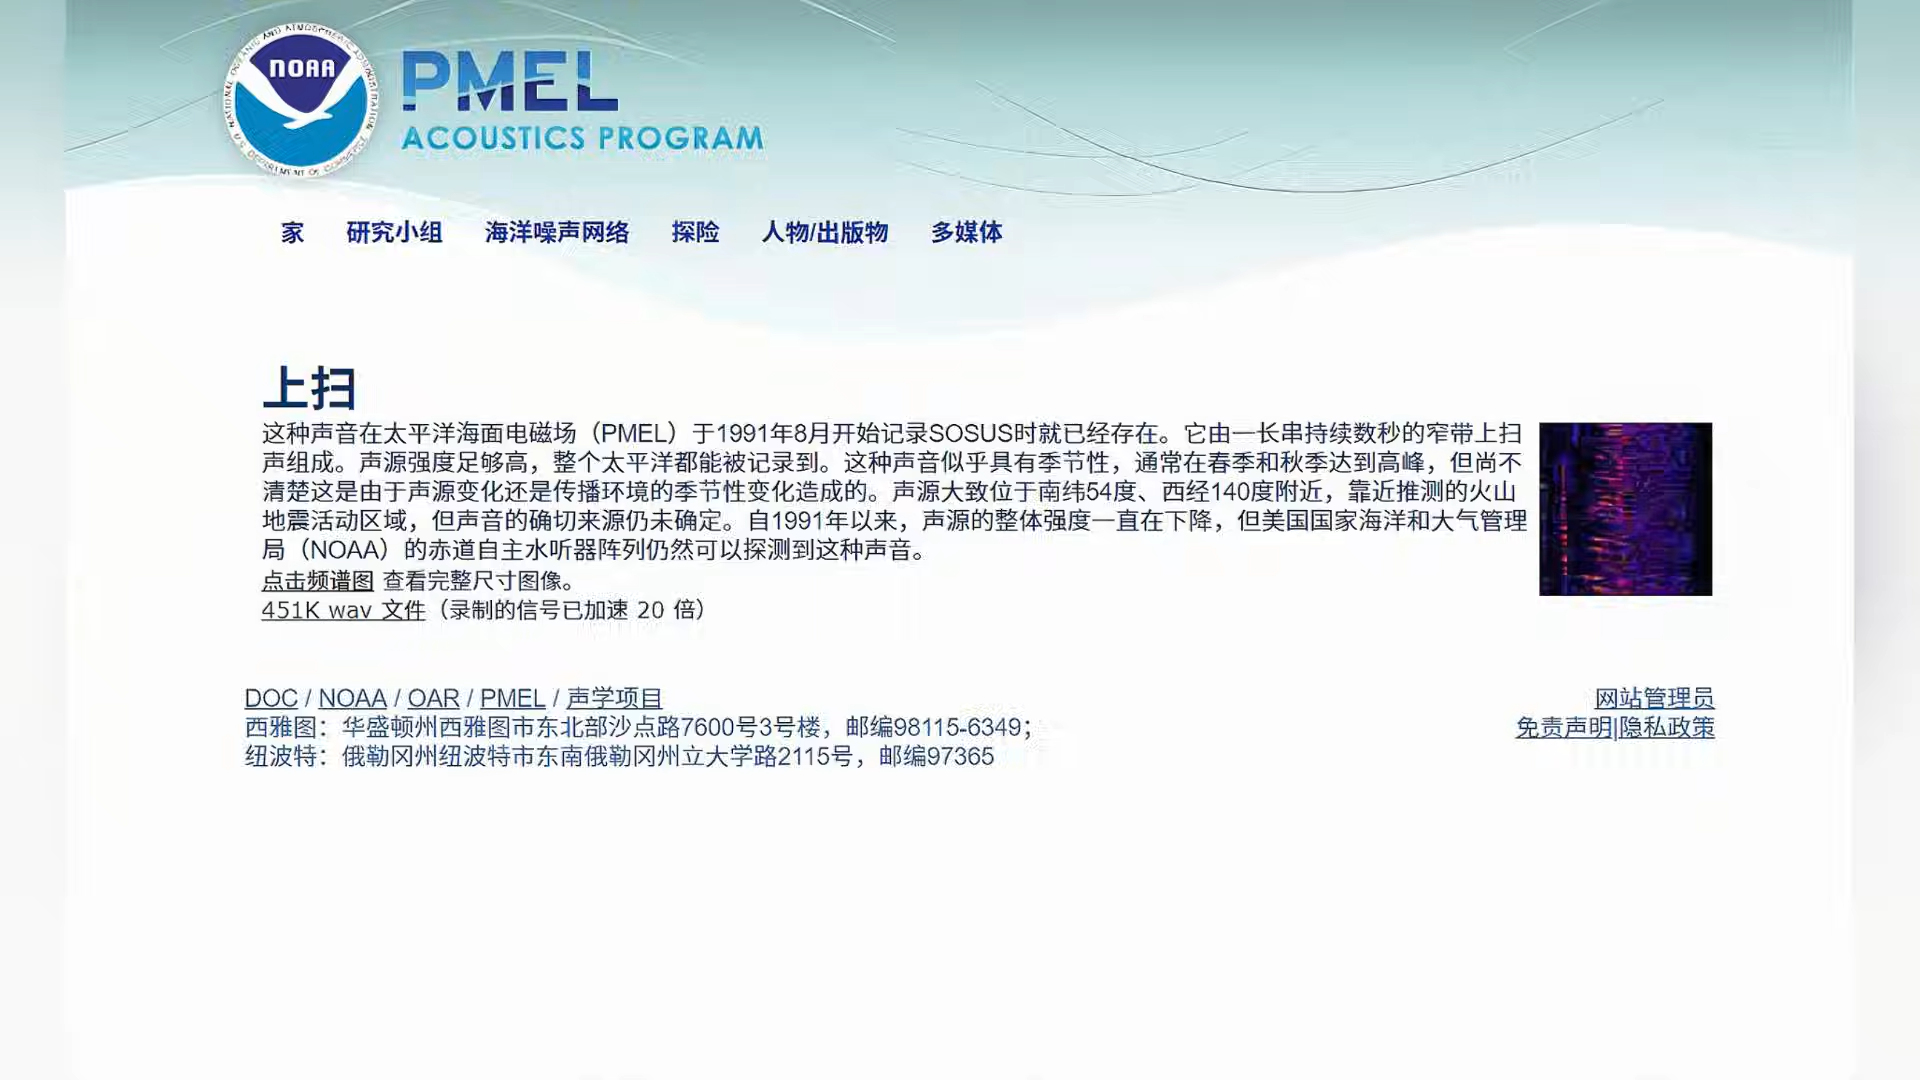 NOAA
NATIONAL OCEANIC AND ATMOSPHERIC ADMINISTRATION
U.S. DEPARTMENT OF COMMERCE
PMEL
ACOUSTICS PROGRAM
家 研究小组 海洋噪声网络 探险 人物/出版物 多媒体
上扫
这种声音在太平洋海面电磁场（PMEL）于1991年8月开始记录SOSUS时就已经存在。它由一长串持续数秒的窄带上扫
声组成。声源强度足够高，整个太平洋都能被记录到。这种声音似乎具有季节性，通常在春季和秋季达到高峰，但尚不
清楚这是由于声源变化还是传播环境的季节性变化造成的。声源大致位于南纬54度、西经140度附近，靠近推测的火山
地震活动区域，但声音的确切来源仍未确定。自1991年以来，声源的整体强度一直在下降，但美国国家海洋和大气管理
局（NOAA）的赤道自主水听器阵列仍然可以探测到这种声音。
点击频谱图 查看完整尺寸图像。
451K wav 文件（录制的信号已加速 20 倍）
DOC / NOAA / OAR / PMEL / 声学项目
西雅图：华盛顿州西雅图市东北部沙点路7600号3号楼，邮编98115-6349；
纽波特：俄勒冈州纽波特市东南俄勒冈州立大学路2115号，邮编97365
网站管理员
免责声明|隐私政策